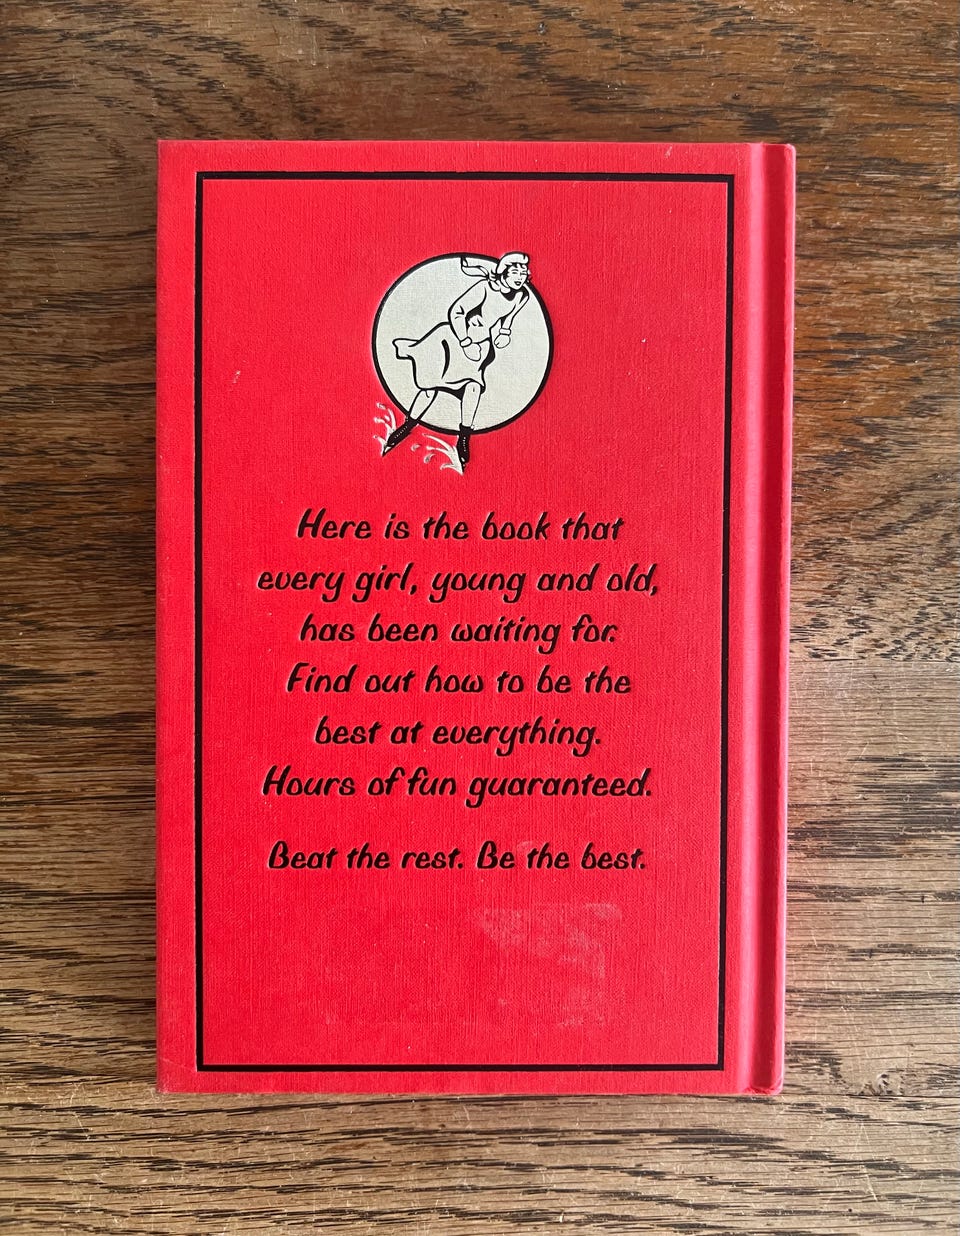 Here is the book that
every girl, young and old,
has been waiting for.
Find out how to be the
best at everything.
Hours of fun guaranteed.
Beat the rest. Be the best.